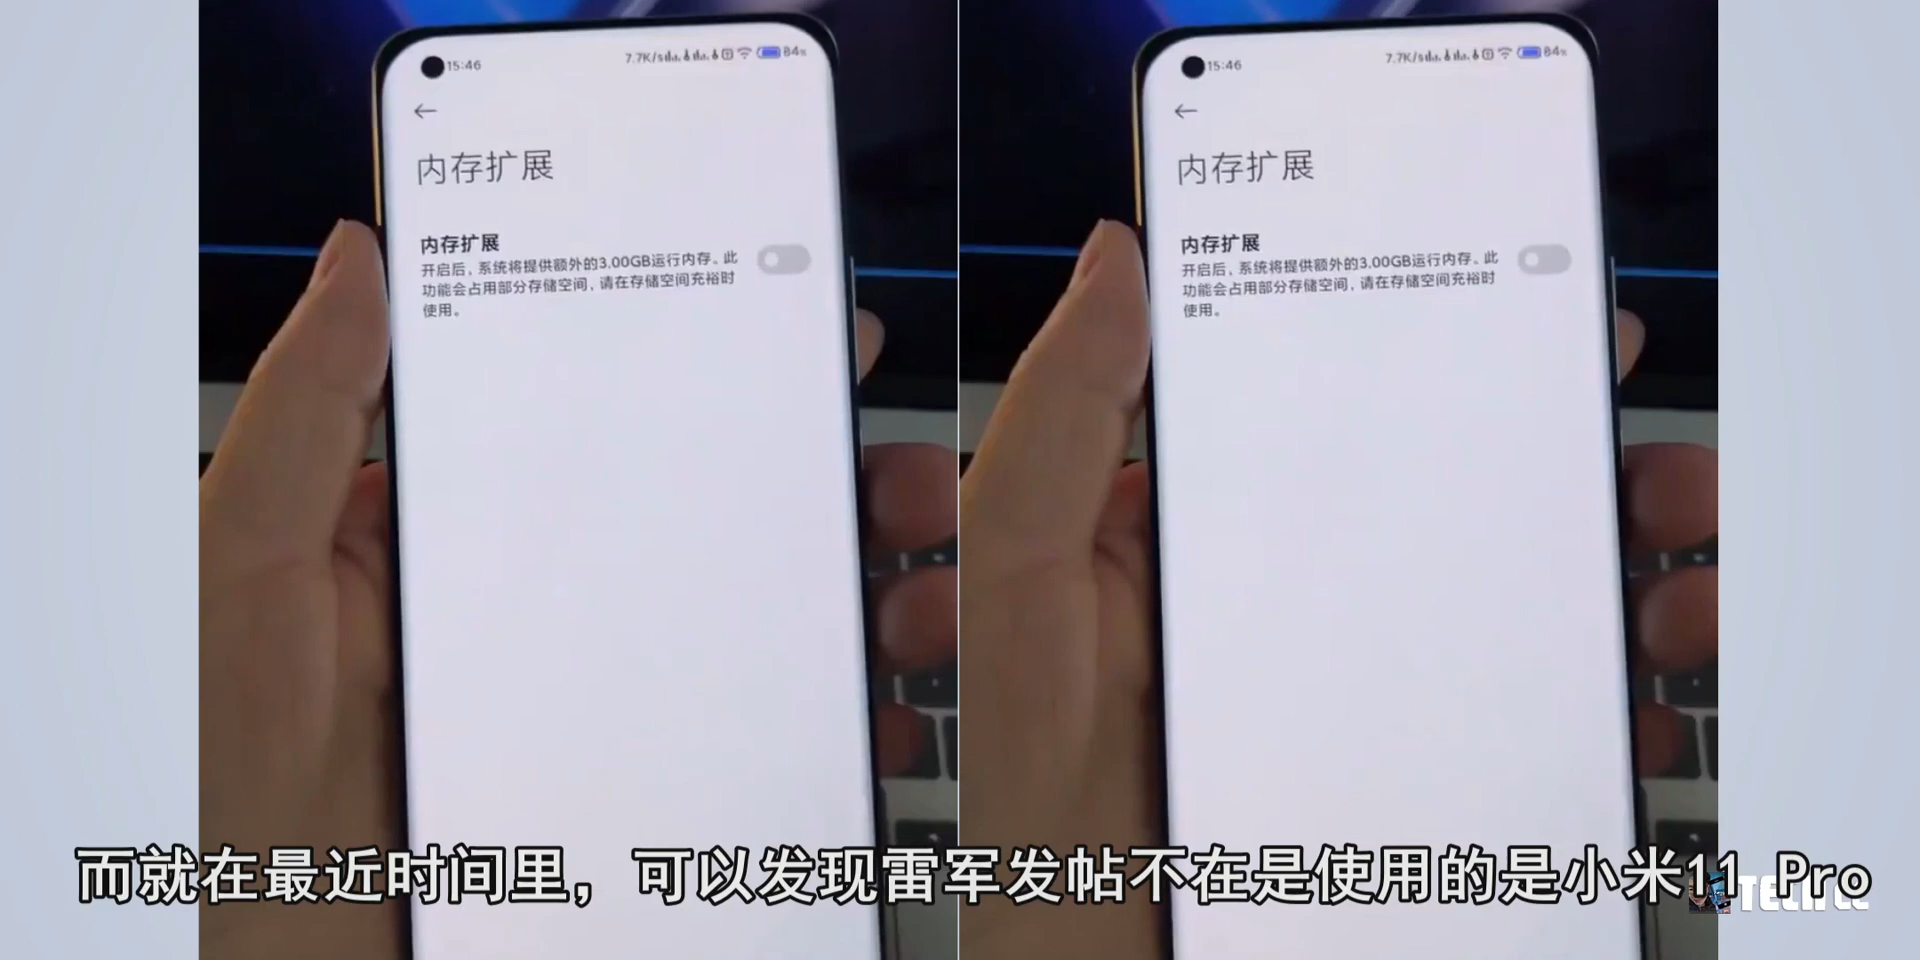 15:46
7.7K/s
84%
内存扩展
内存扩展
开启后，系统将提供额外的3.00GB运行内存。此
功能会占用部分存储空间，请在存储空间充裕时
使用。
15:46
7.7K/s
84%
内存扩展
内存扩展
开启后，系统将提供额外的3.00GB运行内存。此
功能会占用部分存储空间，请在存储空间充裕时
使用。
而就在最近时间里，可以发现雷军发帖不在是使用的是小米11 Pro